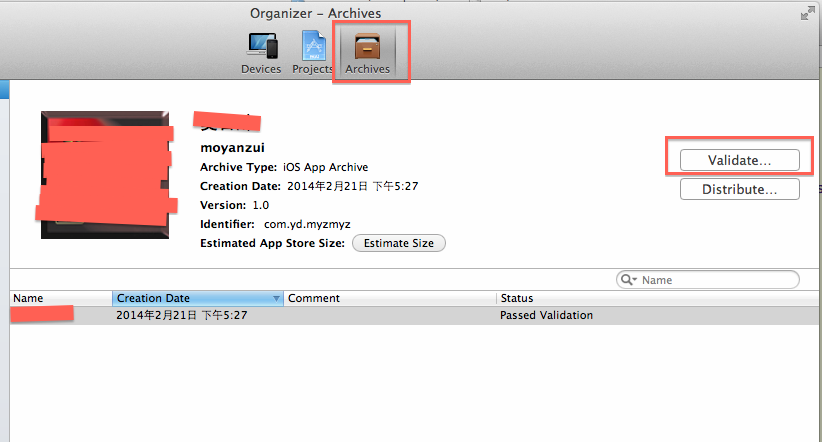 Organizer – Archives
Devices Projects Archives
moyanzui
Archive Type: iOS App Archive
Creation Date: 2014年2月21日 下午5:27
Version: 1.0
Identifier: com.yd.myzmyz
Estimated App Store Size: Estimate Size
Validate...
Distribute...
Name
Name Creation Date Comment Status
2014年2月21日 下午5:27 Passed Validation